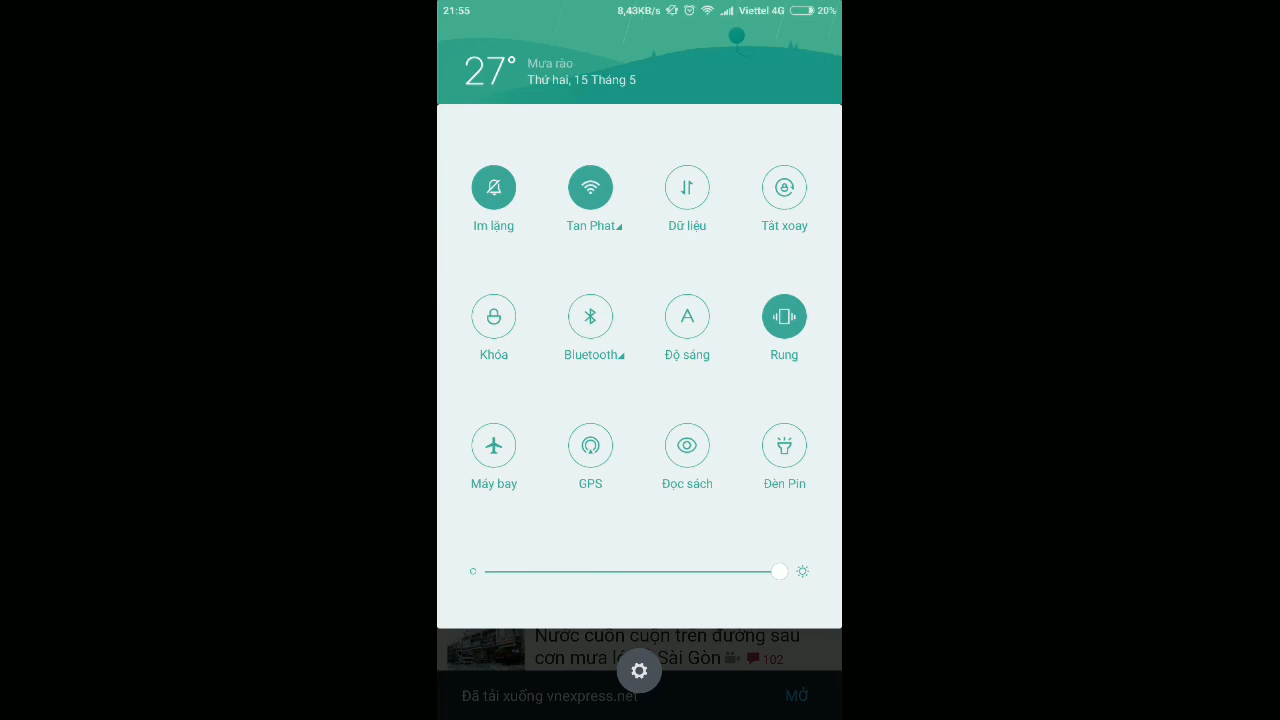 21:55 8,43KB/s Viettel 4G 20%
27° Mưa rào
Thứ hai, 15 Tháng 5
Im lặng Tan Phat Dữ liệu Tắt xoay
A
Khóa Bluetooth Độ sáng Rung
Máy bay GPS Đọc sách Đèn Pin
Nước cuồn cuộn trên đường sau
cơn mưa Sài Gòn 102
Đã tải xuống vnexpress.net MỞ